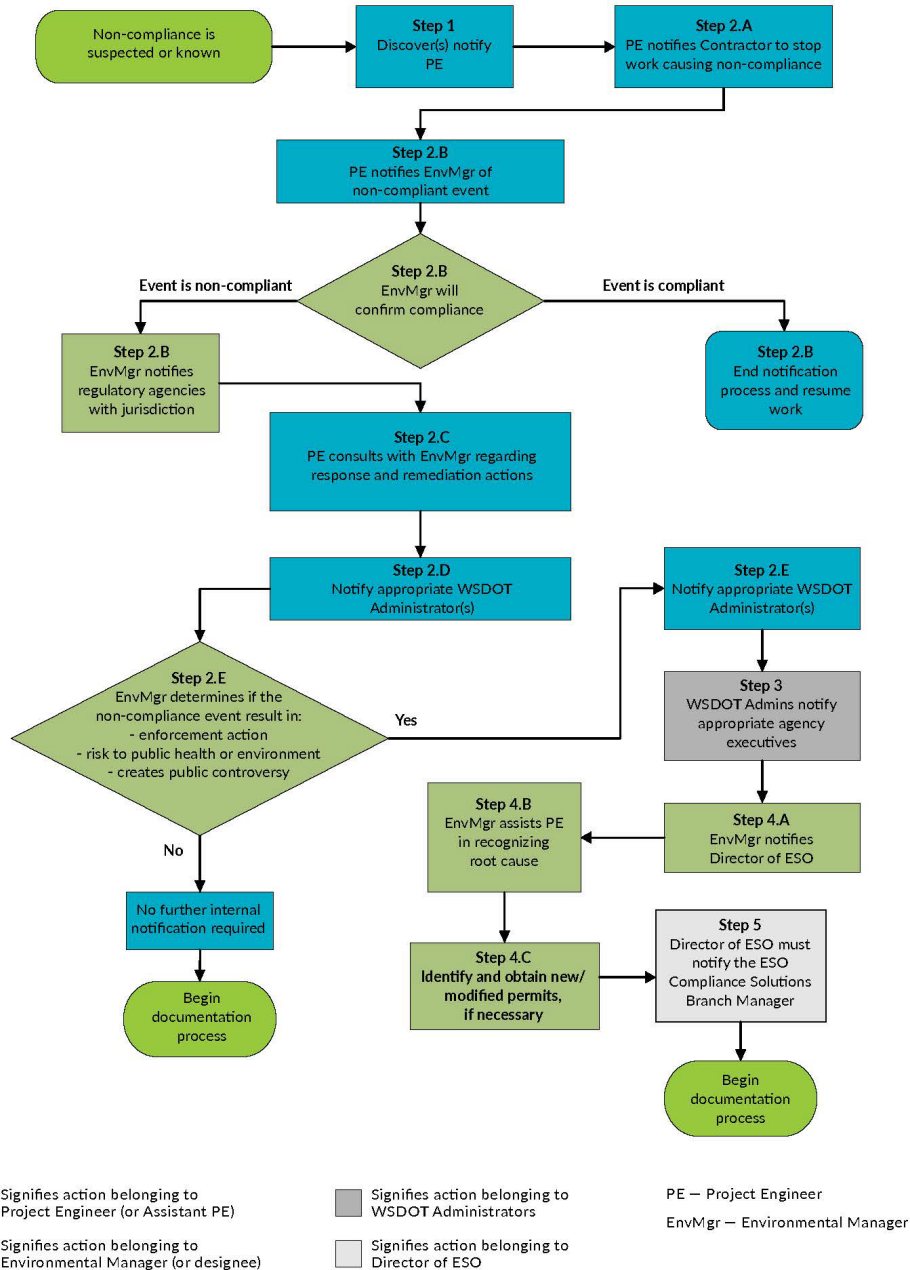 Non-compliance is
suspected or known
Step 1
Discover(s) notify
PE
Step 2.A
PE notifies Contractor to stop
work causing non-compliance
Step 2.B
PE notifies EnvMgr of
non-compliant event
Step 2.B
EnvMgr will
confirm compliance
Event is non-compliant
Event is compliant
Step 2.B
EnvMgr notifies
regulatory agencies
with jurisdiction
Step 2.B
End notification
process and resume
work
Step 2.C
PE consults with EnvMgr regarding
response and remediation actions
Step 2.D
Notify appropriate WSDOT
Administrator(s)
Step 2.E
Notify appropriate WSDOT
Administrator(s)
Step 2.E
EnvMgr determines if the
non-compliance event result in:
- enforcement action
- risk to public health or environment
- creates public controversy
Yes
Step 3
WSDOT Admins notify
appropriate agency
executives
Step 4.B
EnvMgr assists PE
in recognizing
root cause
Step 4.A
EnvMgr notifies
Director of ESO
No
No further internal
notification required
Step 4.C
Identify and obtain new/
modified permits,
if necessary
Step 5
Director of ESO must
notify the ESO
Compliance Solutions
Branch Manager
Begin
documentation
process
Begin
documentation
process
Signifies action belonging to
Project Engineer (or Assistant PE)
Signifies action belonging to
Environmental Manager (or designee)
Signifies action belonging to
WSDOT Administrators
Signifies action belonging to
Director of ESO
PE — Project Engineer
EnvMgr — Environmental Manager